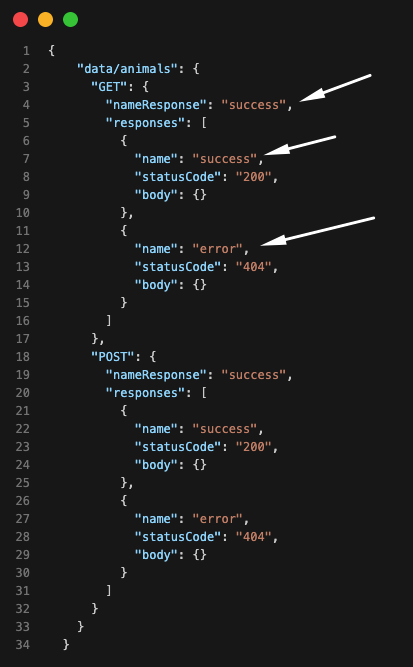 1 {
2     "data/animals": {
3       "GET": {
4         "nameResponse": "success",
5         "responses": [
6           {
7             "name": "success",
8             "statusCode": "200",
9             "body": {}
10           },
11           {
12             "name": "error",
13             "statusCode": "404",
14             "body": {}
15           }
16         ]
17       },
18       "POST": {
19         "nameResponse": "success",
20         "responses": [
21           {
22             "name": "success",
23             "statusCode": "200",
24             "body": {}
25           },
26           {
27             "name": "error",
28             "statusCode": "404",
29             "body": {}
30           }
31         ]
32       }
33     }
34   }